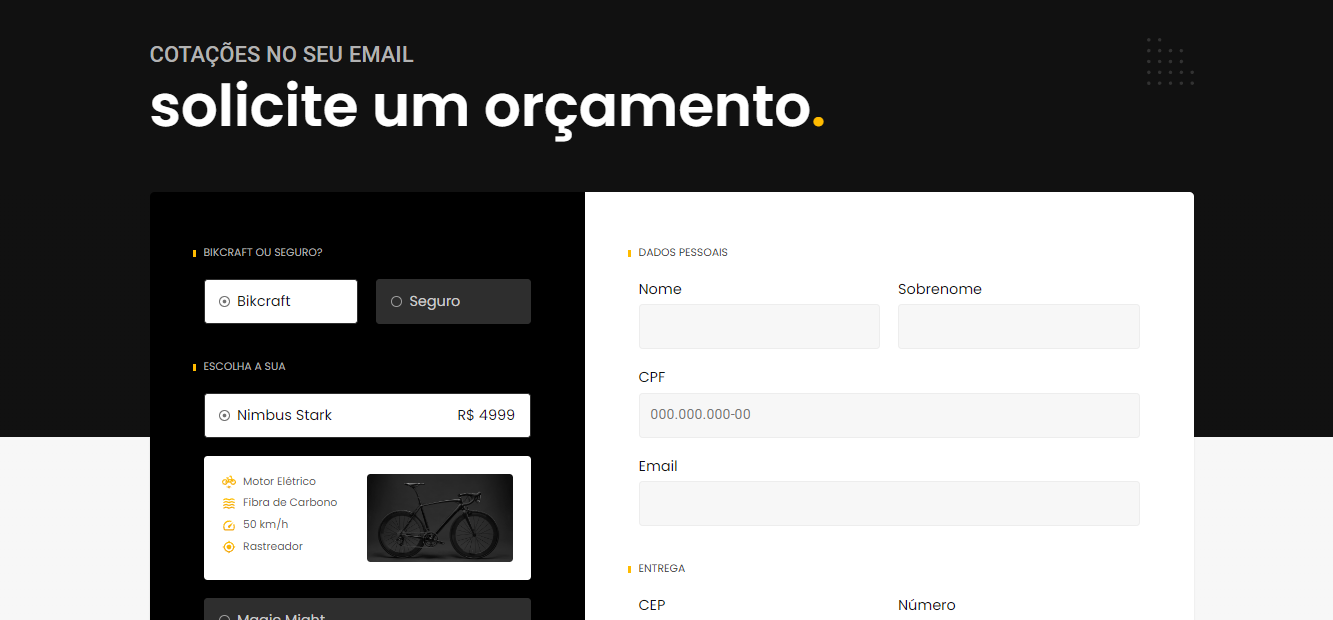 COTAÇÕES NO SEU EMAIL
solicite um orçamento.
BIKCRAFT OU SEGURO?
Bikcraft
Seguro
ESCOLHA A SUA
Nimbus Stark R$ 4999
Motor Elétrico
Fibra de Carbono
50 km/h
Rastreador
Magic Might
DADOS PESSOAIS
Nome Sobrenome
CPF
000.000.000-00
Email
ENTREGA
CEP Número